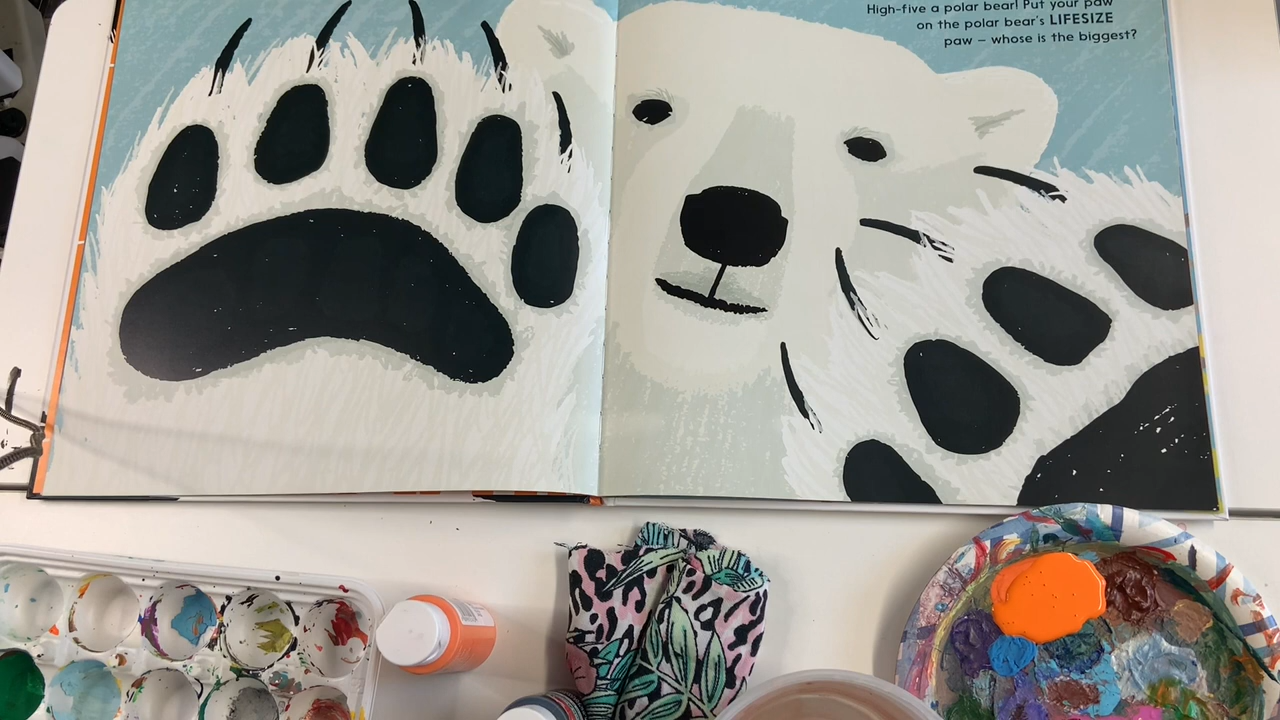 High-five a polar bear! Put your paw
on the polar bear's LIFESIZE
paw – whose is the biggest?